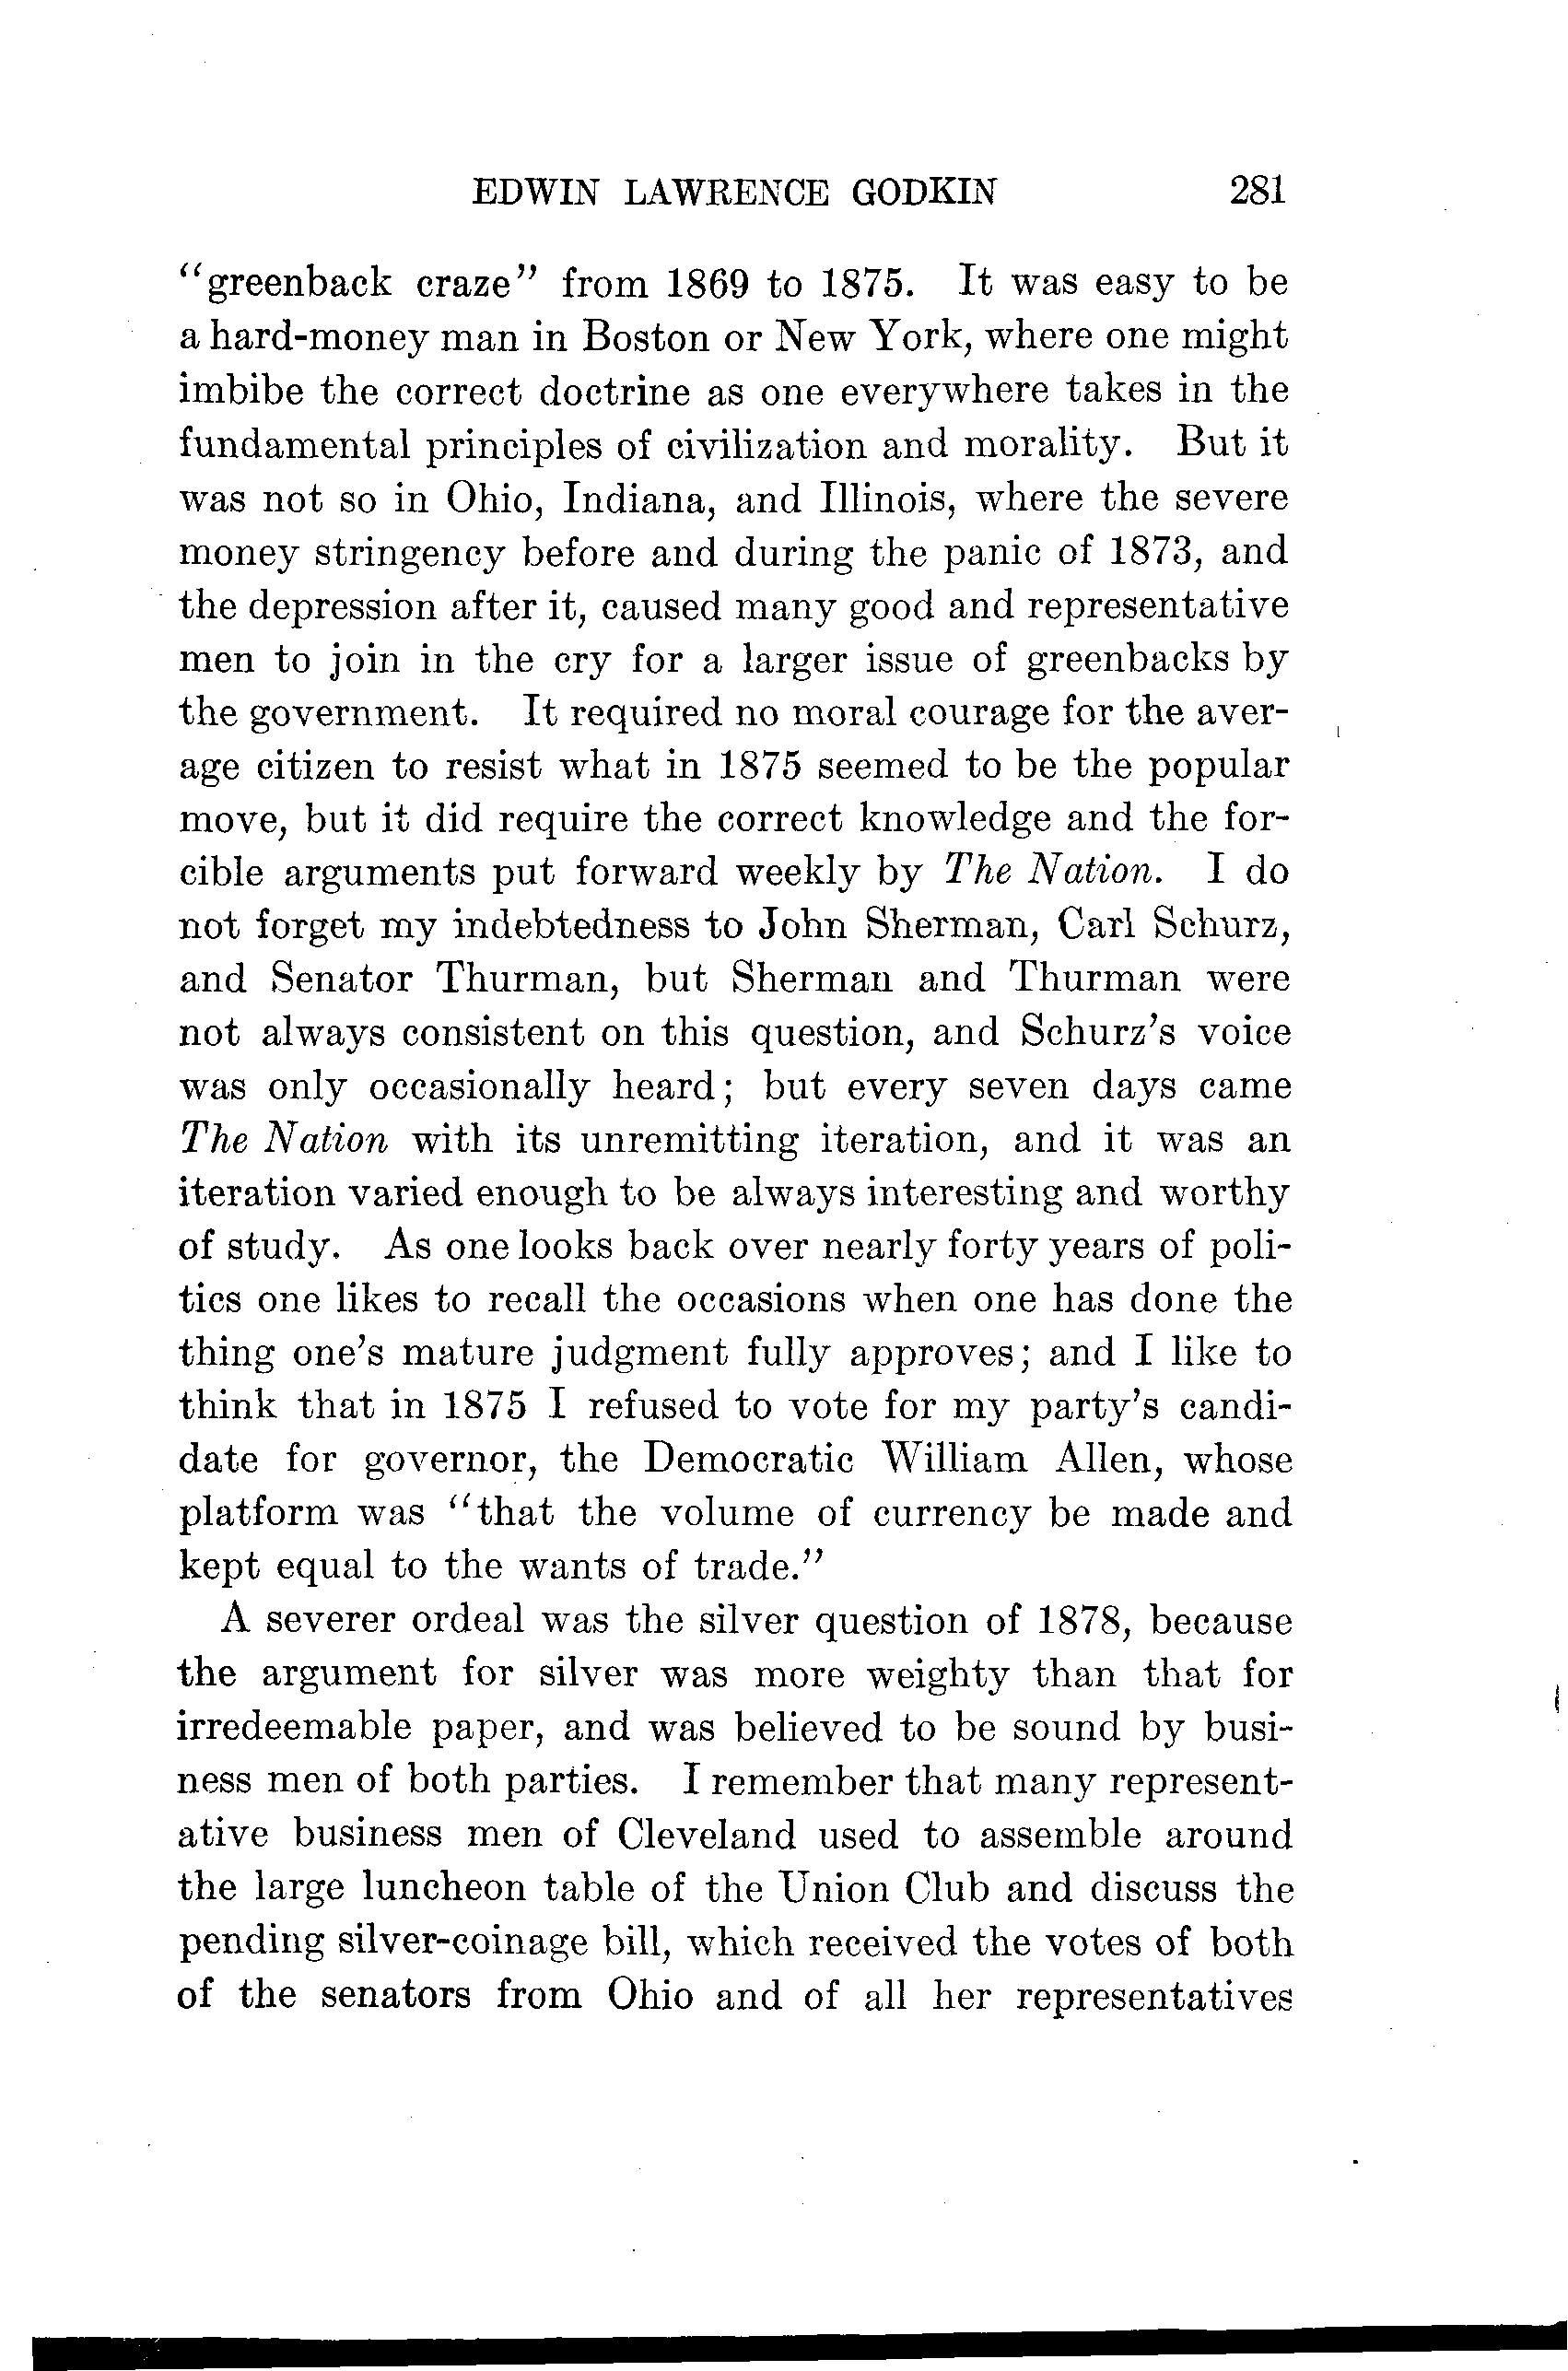 EDWIN LAWRENCE GODKIN 281
"greenback craze" from 1869 to 1875. It was easy to be
a hard-money man in Boston or New York, where one might
imbibe the correct doctrine as one everywhere takes in the
fundamental principles of civilization and morality. But it
was not so in Ohio, Indiana, and Illinois, where the severe
money stringency before and during the panic of 1873, and
the depression after it, caused many good and representative
men to join in the cry for a larger issue of greenbacks by
the government. It required no moral courage for the aver-
age citizen to resist what in 1875 seemed to be the popular
move, but it did require the correct knowledge and the for-
cible arguments put forward weekly by The Nation. I do
not forget my indebtedness to John Sherman, Carl Schurz,
and Senator Thurman, but Sherman and Thurman were
not always consistent on this question, and Schurz's voice
was only occasionally heard; but every seven days came
The Nation with its unremitting iteration, and it was an
iteration varied enough to be always interesting and worthy
of study. As one looks back over nearly forty years of poli-
tics one likes to recall the occasions when one has done the
thing one's mature judgment fully approves; and I like to
think that in 1875 I refused to vote for my party's candi-
date for governor, the Democratic William Allen, whose
platform was "that the volume of currency be made and
kept equal to the wants of trade."
A severer ordeal was the silver question of 1878, because
the argument for silver was more weighty than that for
irredeemable paper, and was believed to be sound by busi-
ness men of both parties. I remember that many represent-
ative business men of Cleveland used to assemble around
the large luncheon table of the Union Club and discuss the
pending silver-coinage bill, which received the votes of both
of the senators from Ohio and of all her representatives